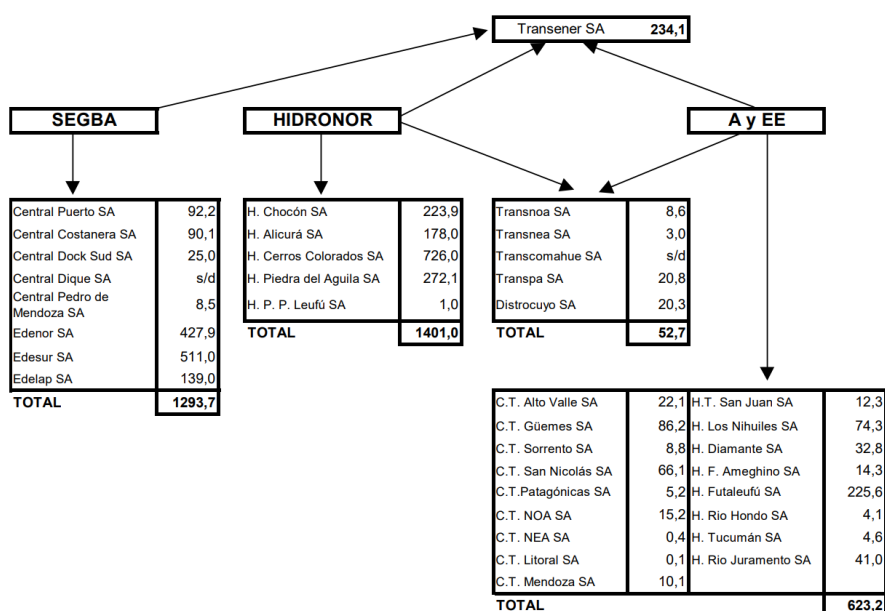 Transener SA 234,1
SEGBA HIDRONOR A y EE
Central Puerto SA 92,2
Central Costanera SA 90,1
Central Dock Sud SA 25,0
Central Dique SA s/d
Central Pedro de
Mendoza SA 8,5
Edenor SA 427,9
Edesur SA 511,0
Edelap SA 139,0
TOTAL 1293,7
H. Chocón SA 223,9
H. Alicurá SA 178,0
H. Cerros Colorados SA 726,0
H. Piedra del Aguila SA 272,1
H. P. P. Leufú SA 1,0
TOTAL 1401,0
Transnoa SA 8,6
Transnea SA 3,0
Transcomahue SA s/d
Transpa SA 20,8
Distrocuyo SA 20,3
TOTAL 52,7
C.T. Alto Valle SA 22,1 H.T. San Juan SA 12,3
C.T. Güemes SA 86,2 H. Los Nihuiles SA 74,3
C.T. Sorrento SA 8,8 H. Diamante SA 32,8
C.T. San Nicolás SA 66,1 H. F. Ameghino SA 14,3
C.T.Patagónicas SA 5,2 H. Futaleufú SA 225,6
C.T. NOA SA 15,2 H. Rio Hondo SA 4,1
C.T. NEA SA 0,4 H. Tucumán SA 4,6
C.T. Litoral SA 0,1 H. Rio Juramento SA 41,0
C.T. Mendoza SA 10,1
TOTAL 623,2